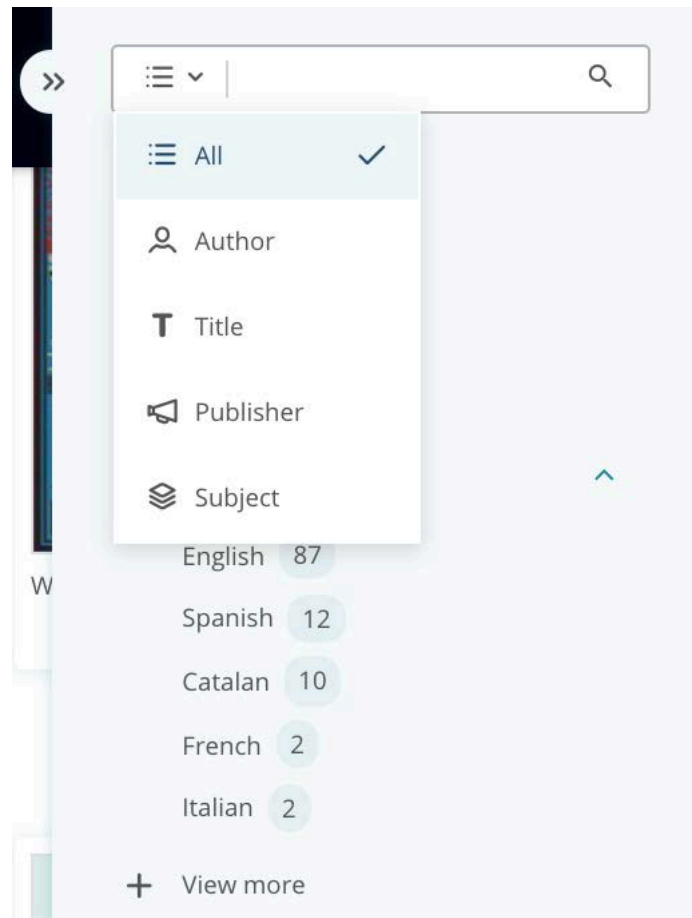 All
Author
T Title
Publisher
Subject
English 87
W
Spanish 12
Catalan 10
French 2
Italian 2
+ View more